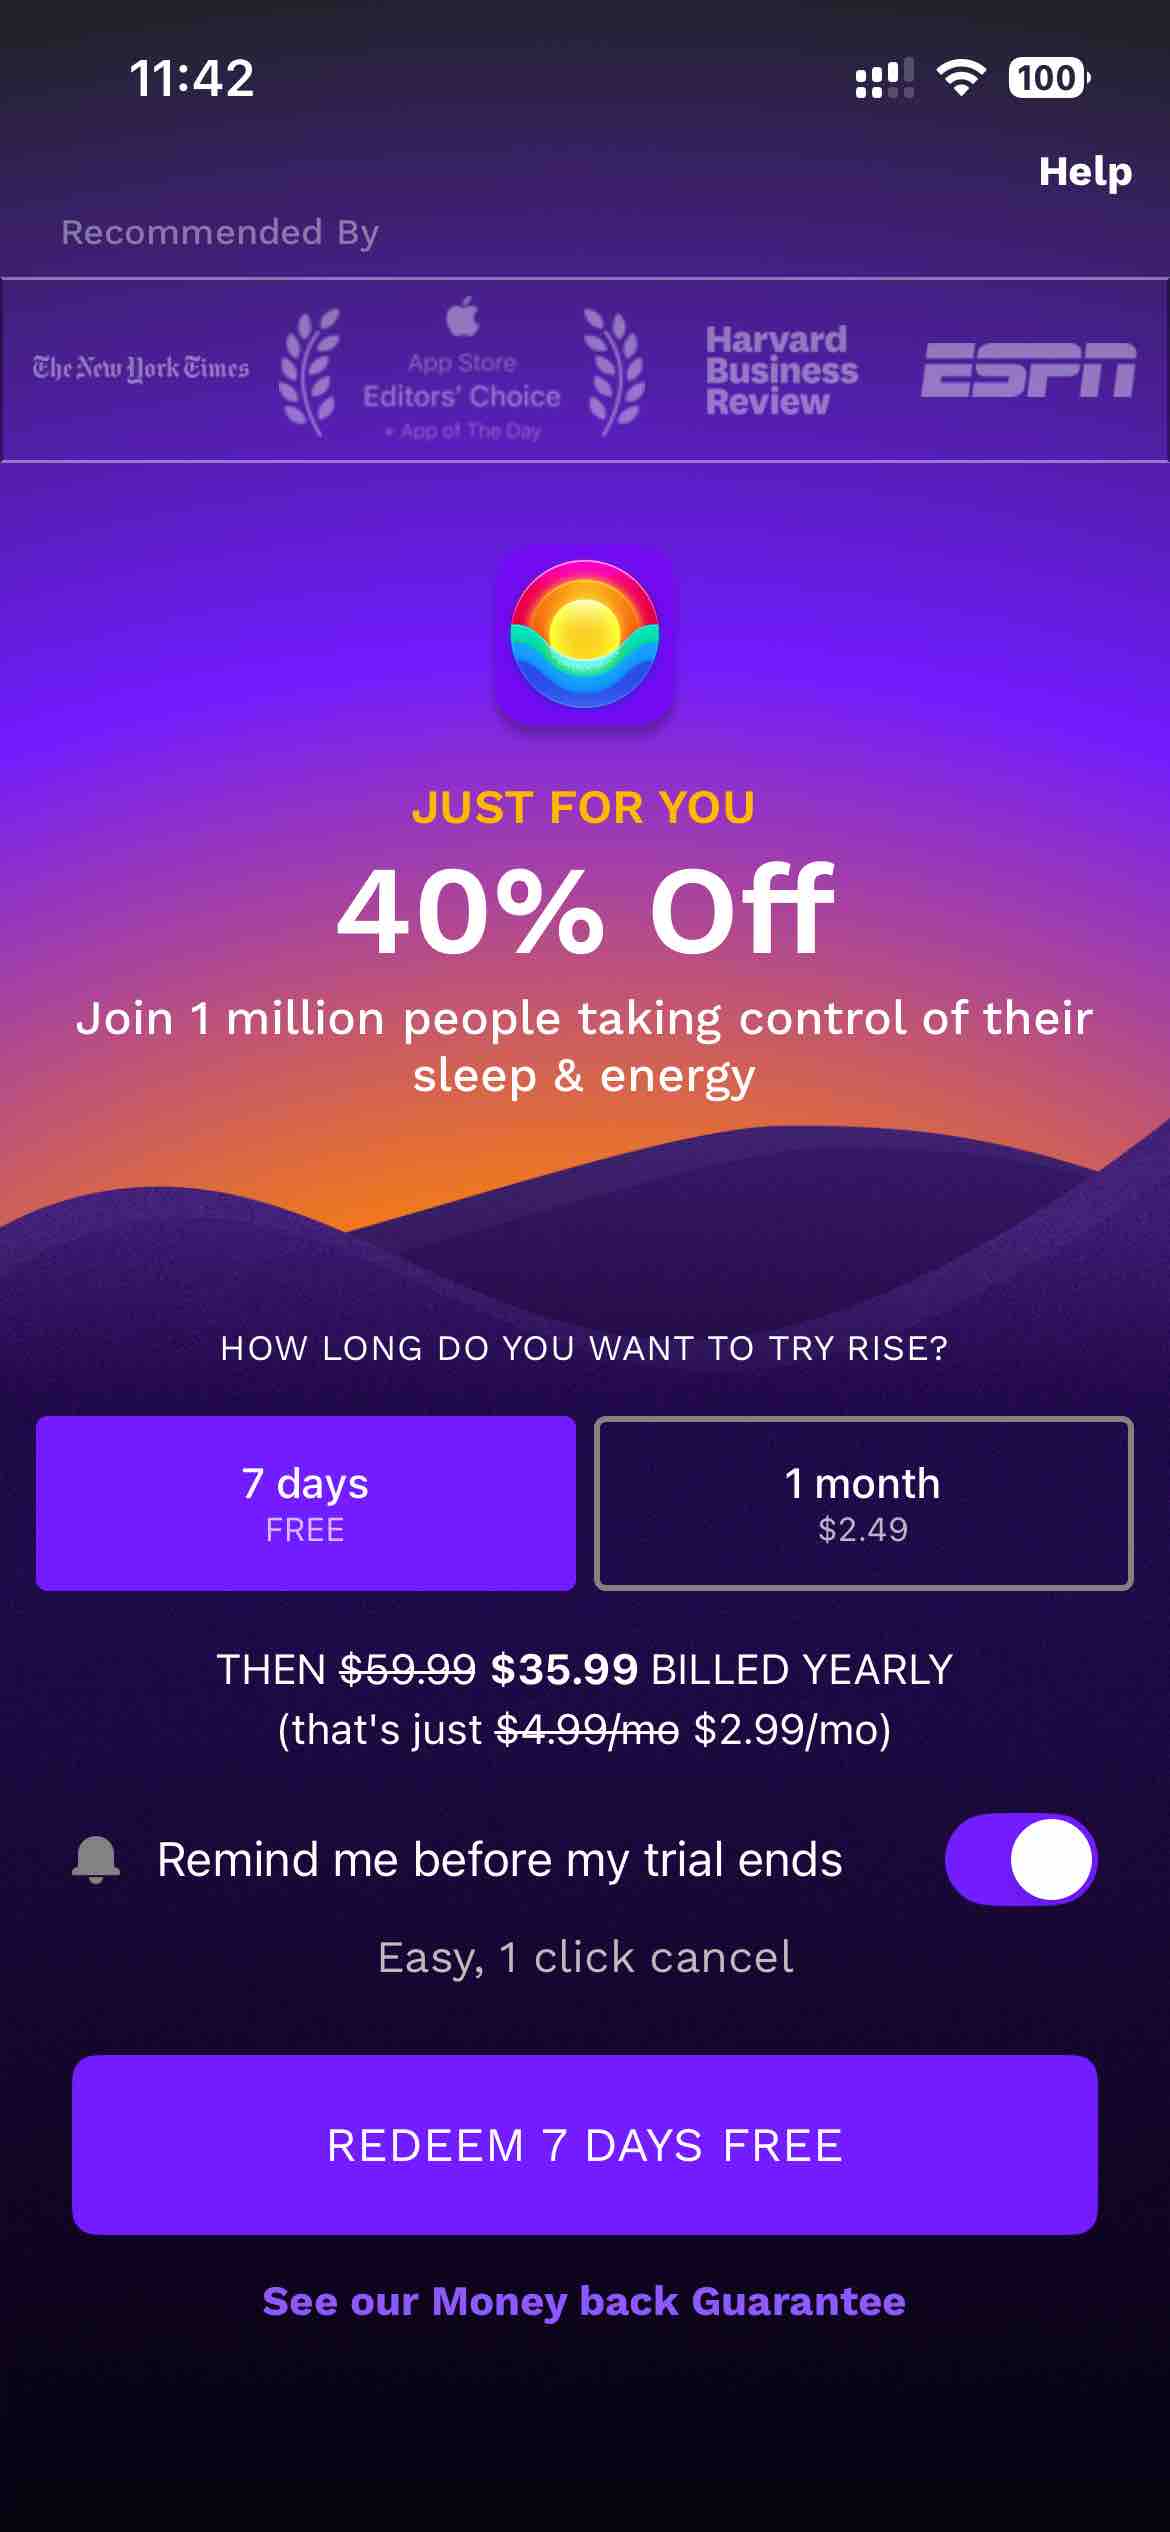 11:42
100
Help
Recommended By
The New York Times
App Store
Editors' Choice
+ App of The Day
Harvard
Business
Review
ESPN
JUST FOR YOU
40% Off
Join 1 million people taking control of their
sleep & energy
HOW LONG DO YOU WANT TO TRY RISE?
7 days
FREE
1 month
$2.49
THEN $59.99 $35.99 BILLED YEARLY
(that's just $4.99/mo $2.99/mo)
Remind me before my trial ends
Easy, 1 click cancel
REDEEM 7 DAYS FREE
See our Money back Guarantee